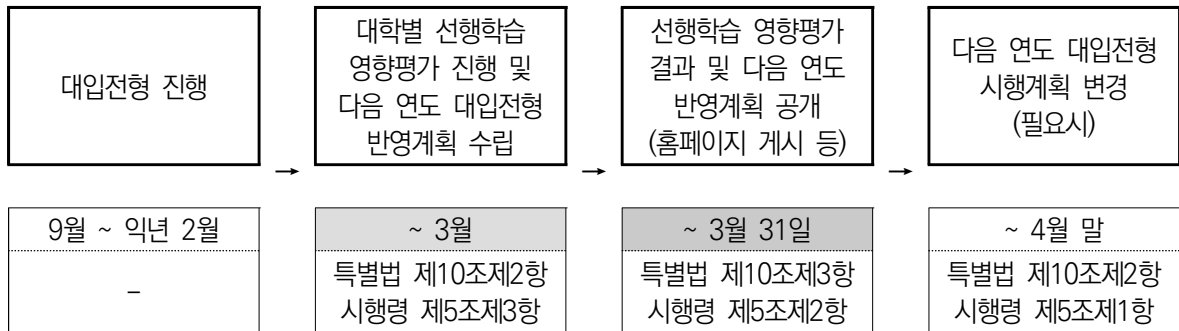 대입전형 진행
대학별 선행학습
영향평가 진행 및
다음 연도 대입전형
반영계획 수립
선행학습 영향평가
결과 및 다음 연도
반영계획 공개
(홈페이지 게시 등)
다음 연도 대입전형
시행계획 변경
(필요시)
→ → →
9월 ~ 익년 2월
~ 3월
~ 3월 31일
~ 4월 말
-
특별법 제10조제2항
시행령 제5조제3항
특별법 제10조제3항
시행령 제5조제2항
특별법 제10조제2항
시행령 제5조제1항